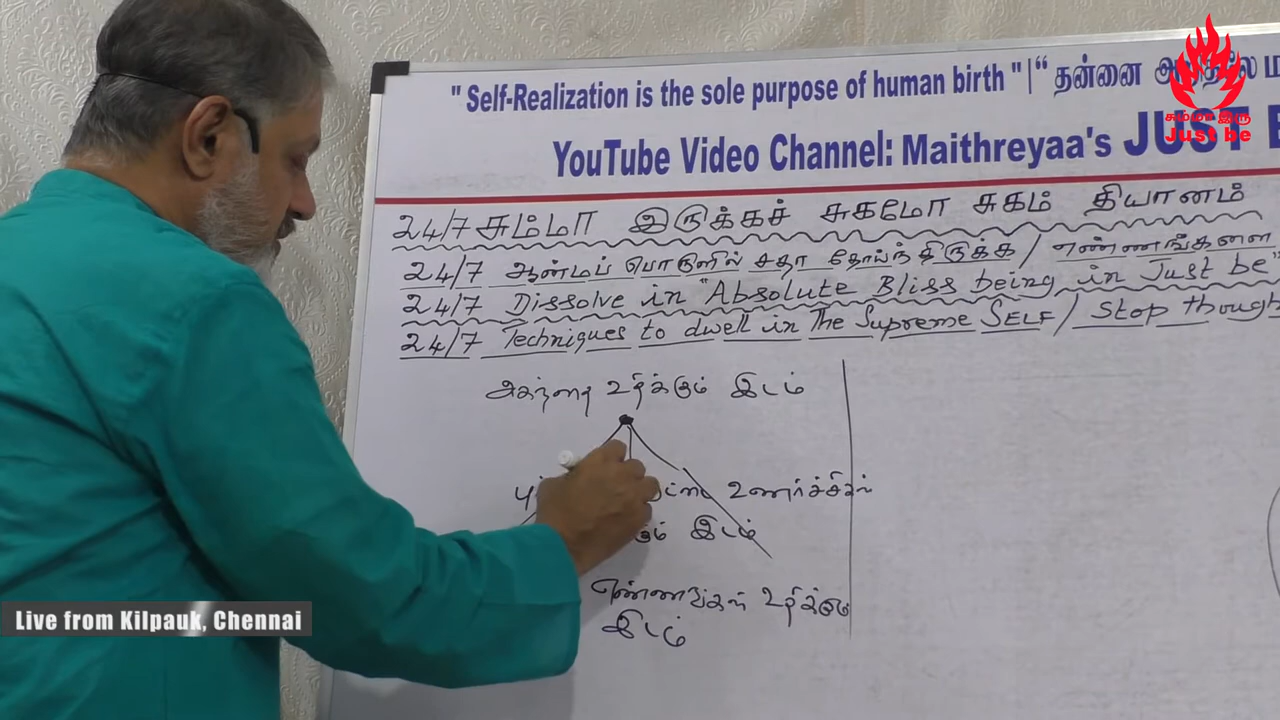 " Self-Realization is the sole purpose of human birth " | “ தன்னை
YouTube Video Channel: Maithreyaa's JUST
சும்மா இரு
Just be
24/7 சும்மா இருக்கச் சுகமோ சுகம் தியானம்
24/7 ஆன்மப் பொருளில் சதா தோய்ந்திருக்க / எண்ணங்களை
24/7 Dissolve in "Absolute Bliss being in Just be"
24/7 Techniques to dwell in The Supreme SELF / Stop though
அகந்தை உதிக்கும் இடம்
உணர்ச்சிகள்
இடம்
எண்ணங்கள் உதிக்கும்
இடம்
Live from Kilpauk, Chennai